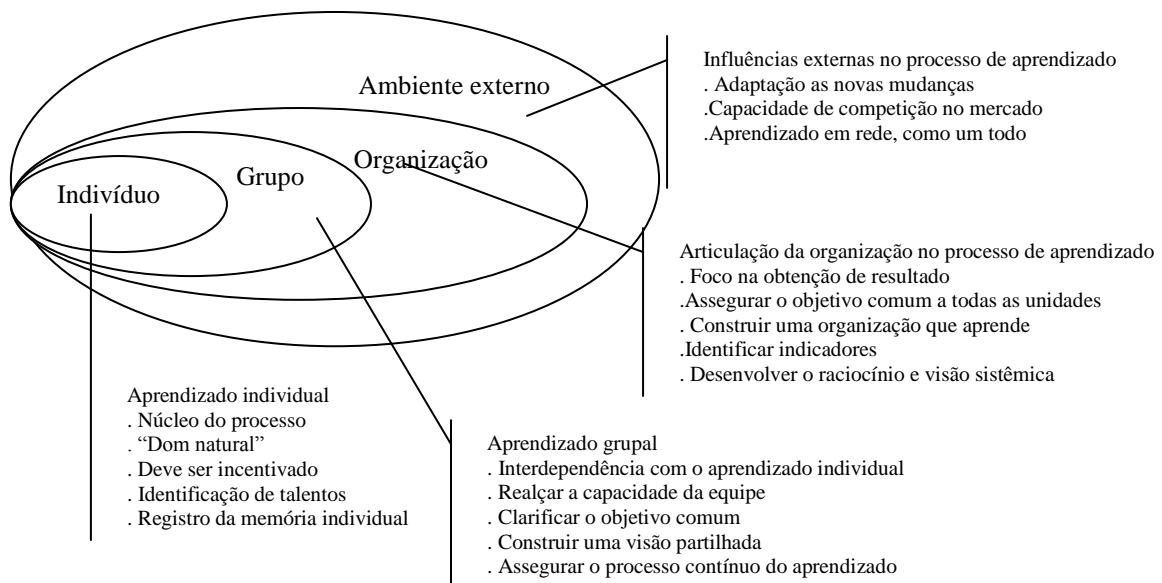 Ambiente externo
Organização
Grupo
Indivíduo
Influências externas no processo de aprendizado
. Adaptação as novas mudanças
.Capacidade de competição no mercado
.Aprendizado em rede, como um todo
Articulação da organização no processo de aprendizado
. Foco na obtenção de resultado
.Assegurar o objetivo comum a todas as unidades
. Construir uma organização que aprende
.Identificar indicadores
. Desenvolver o raciocínio e visão sistêmica
Aprendizado individual
. Núcleo do processo
. “Dom natural”
. Deve ser incentivado
. Identificação de talentos
. Registro da memória individual
Aprendizado grupal
. Interdependência com o aprendizado individual
. Realçar a capacidade da equipe
. Clarificar o objetivo comum
. Construir uma visão partilhada
. Assegurar o processo contínuo do aprendizado